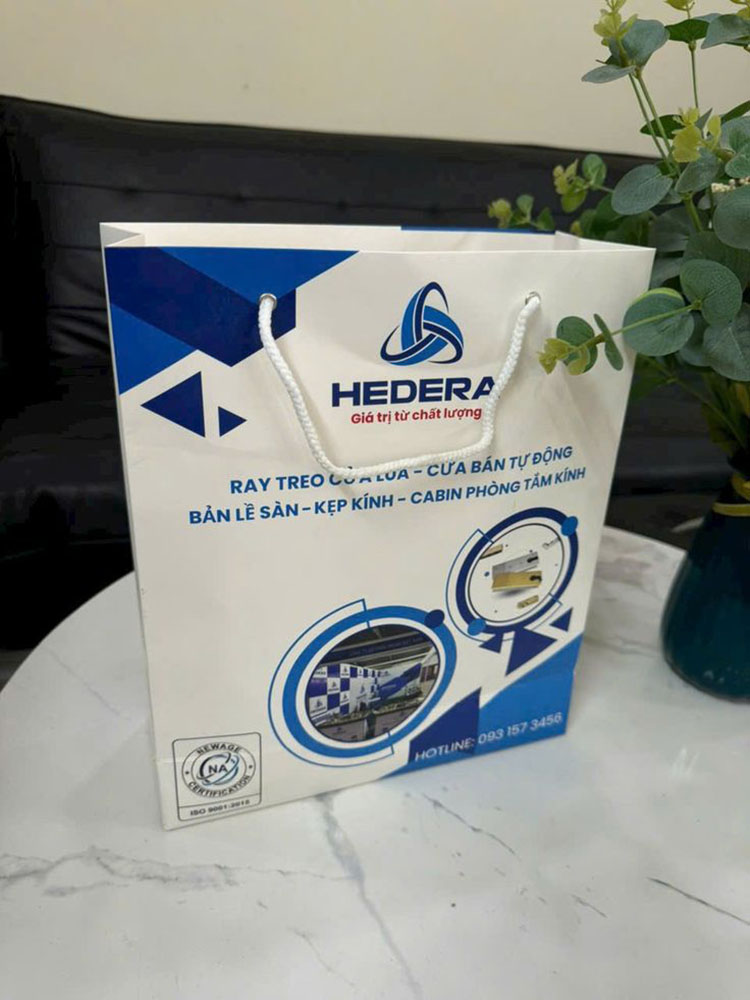 HEDERA
Giá trị từ chất lượng
RAY TREO CỬA LÙA - CỬA BÁN TỰ ĐỘNG
BẢN LỀ SÀN - KẸP KÍNH - CABIN PHÒNG TẮM KÍNH
HOTLINE: 093 157 3456
NEWAGE
NA
CERTIFICATION
ISO 9001:2015